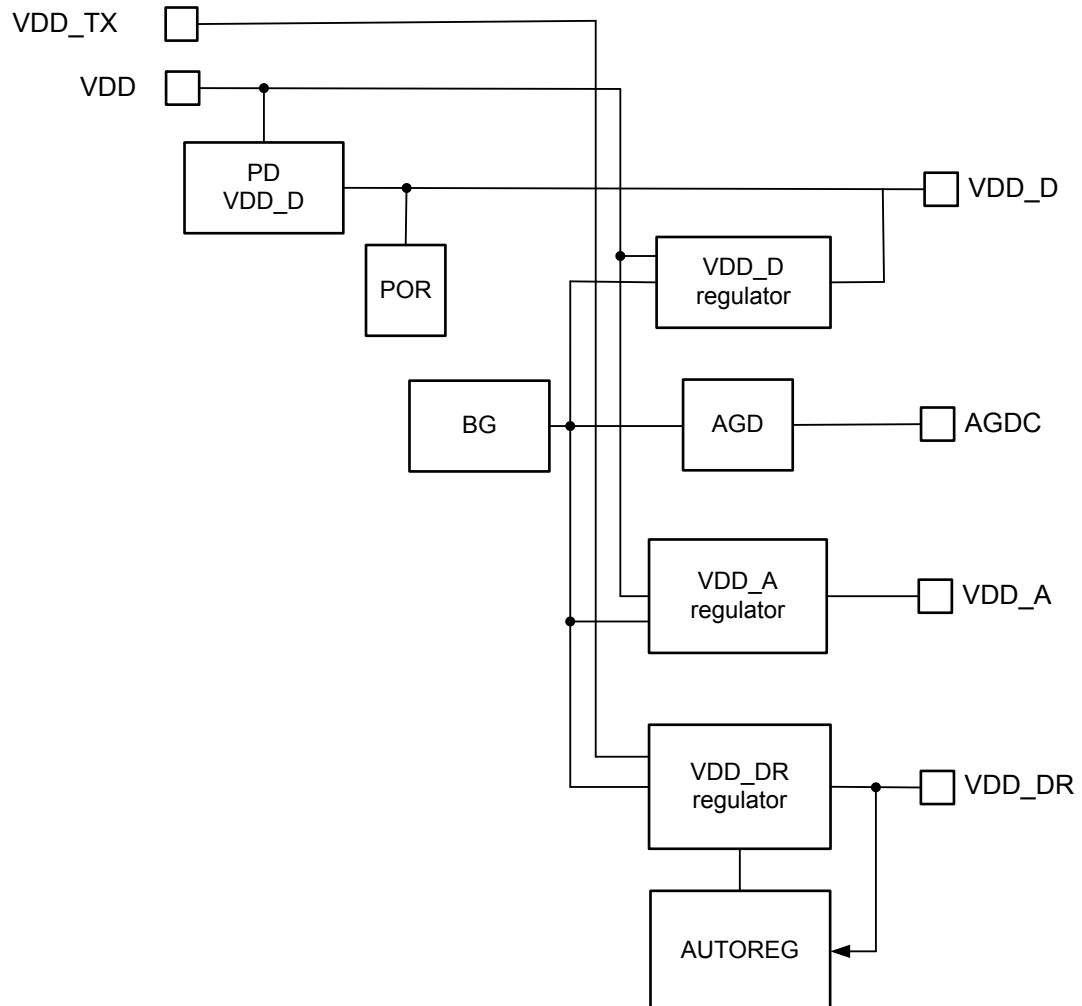 VDD_TX
VDD
PD
VDD_D
VDD_D
VDD_D
regulator
POR
BG
AGD
AGDC
VDD_A
regulator
VDD_A
VDD_DR
regulator
VDD_DR
AUTOREG